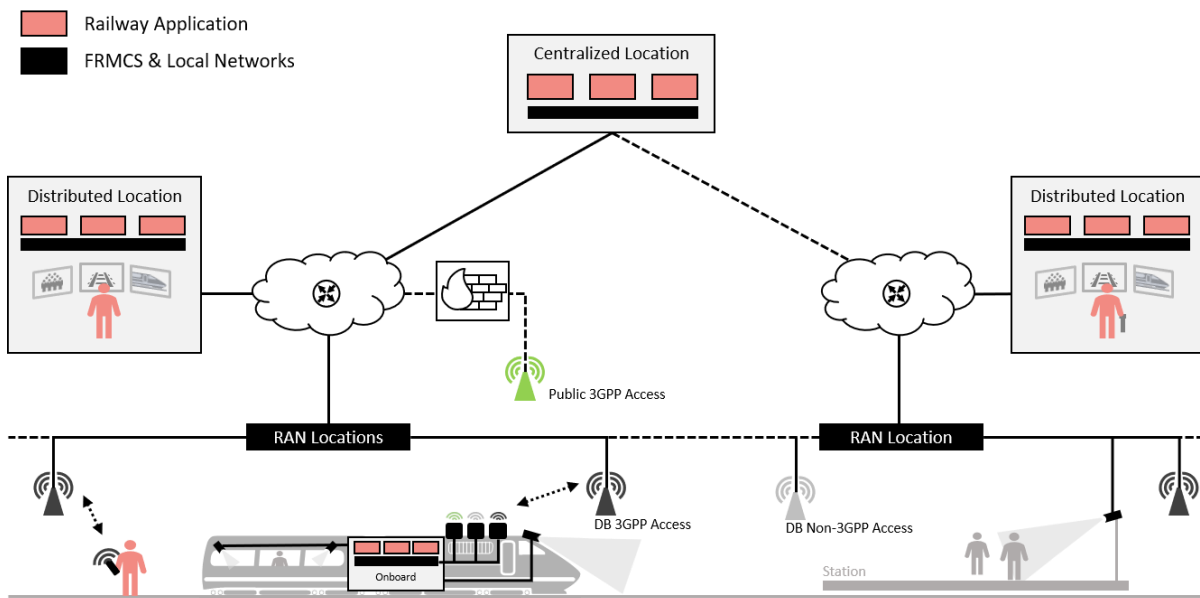 Railway Application
FRMCS & Local Networks
Centralized Location
Distributed Location
Distributed Location
Public 3GPP Access
RAN Locations
RAN Location
DB 3GPP Access
DB Non-3GPP Access
Onboard
Station